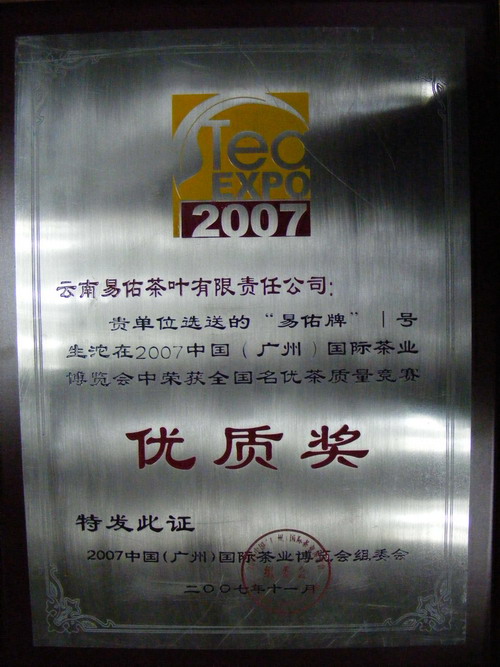 Tea
EXPO
2007
云南易佑茶叶有限责任公司：
贵单位选送的“易佑牌”1号
生沱在2007中国（广州）国际茶业
博览会中荣获全国名优茶质量竞赛
优质奖
特发此证
2007中国（广州）国际茶业博览会组委会
二〇〇七年十一月